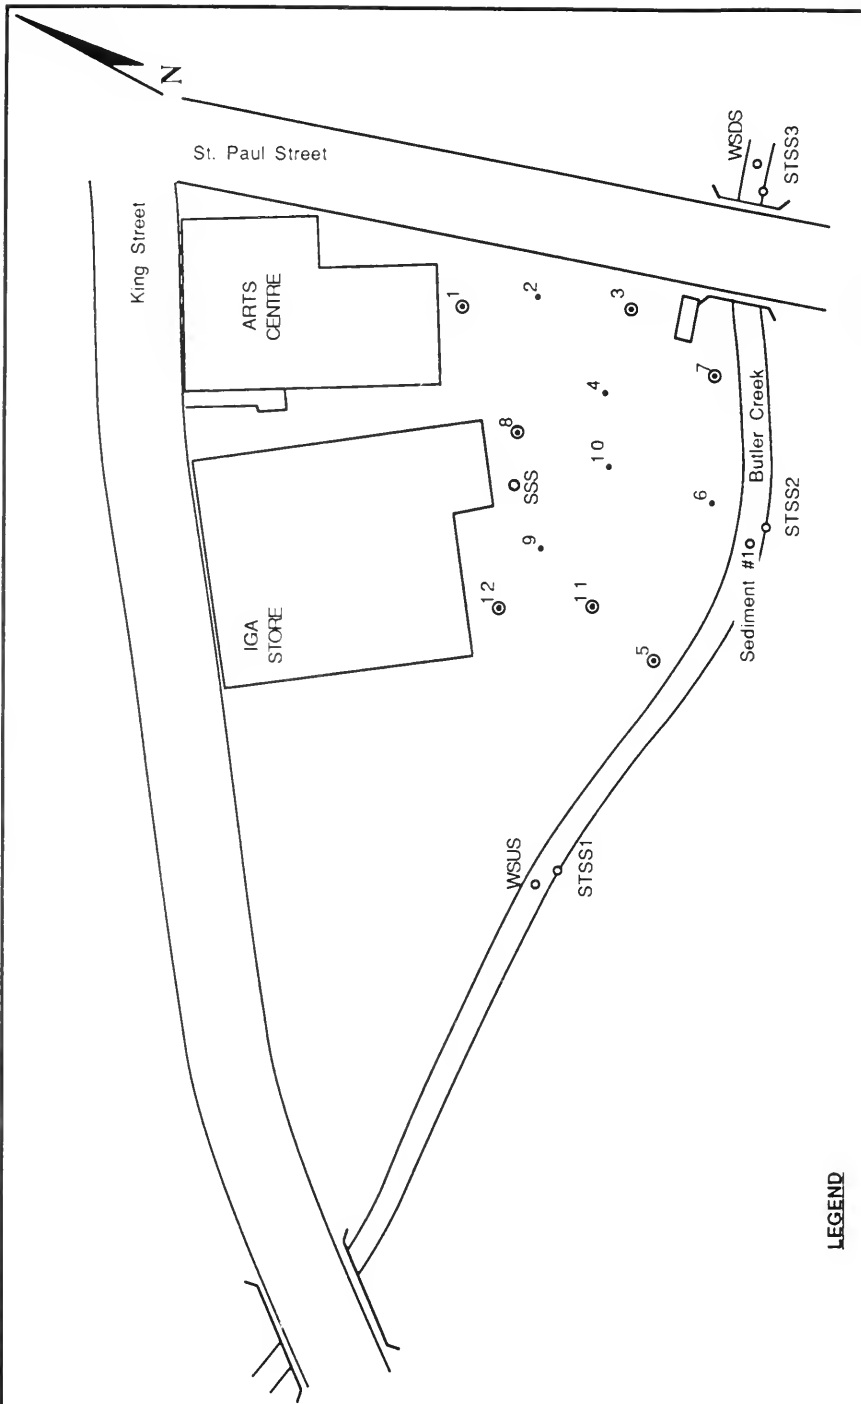 N
St. Paul Street
King Street
ARTS
CENTRE
IGA
STORE
WSDS
STSS3
1
2
3
4
7
8
10
SSS
9
6
12
11
5
Butler Creek
STSS2
Sediment #1
WSUS
STSS1
LEGEND